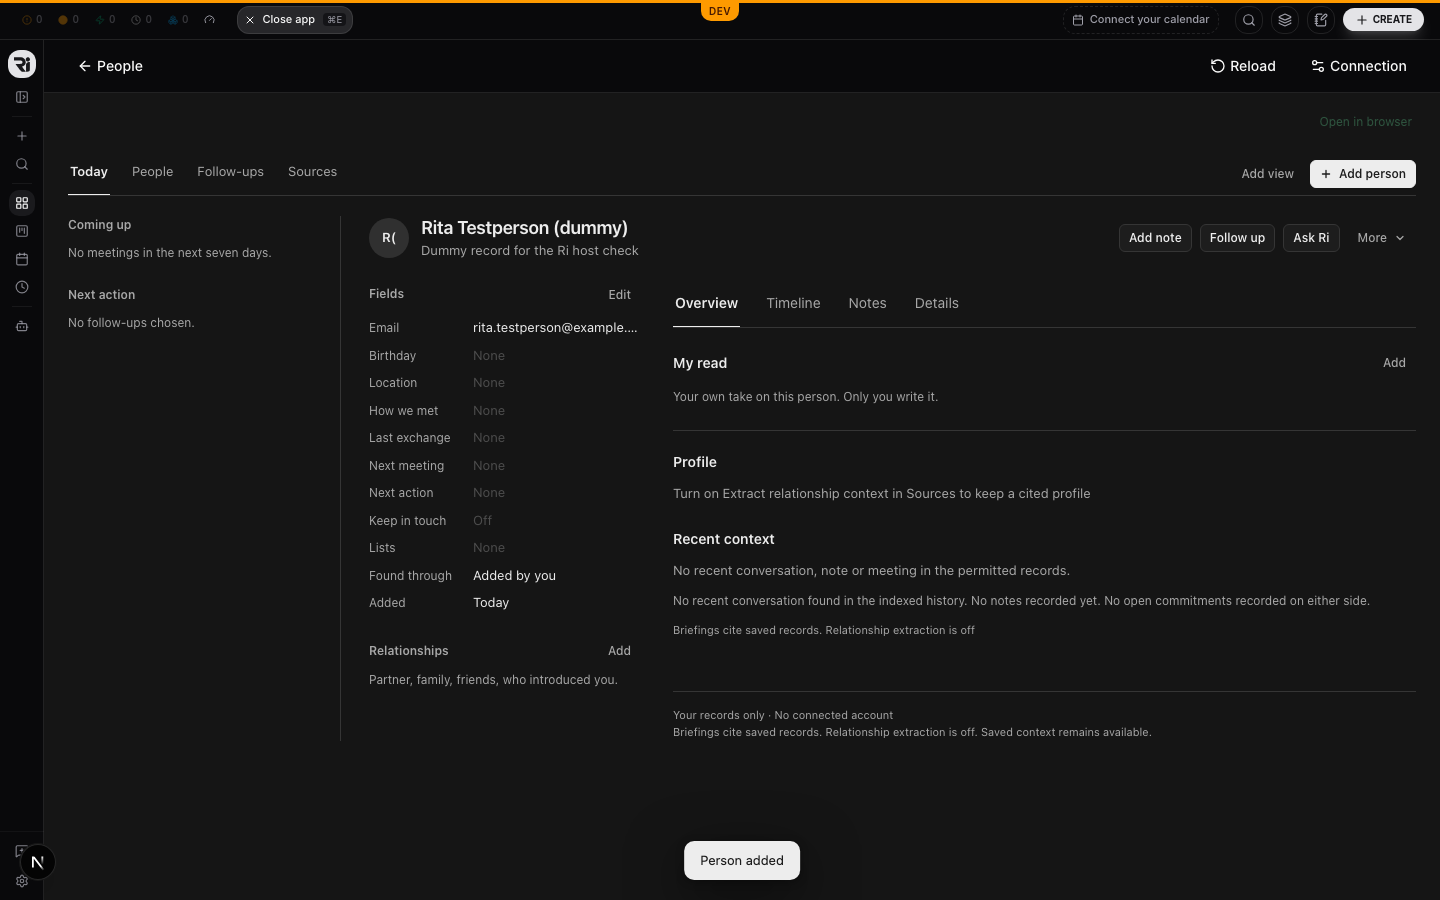 0 0 0 0 0
Close app ⌘E
DEV
Connect your calendar
CREATE
Ri
People
Reload
Connection
Open in browser
Today People Follow-ups Sources
Add view
Add person
Coming up
No meetings in the next seven days.
Next action
No follow-ups chosen.
R(
Rita Testperson (dummy)
Dummy record for the Ri host check
Add note
Follow up
Ask Ri
More
Fields Edit
Email rita.testperson@example....
Birthday None
Location None
How we met None
Last exchange None
Next meeting None
Next action None
Keep in touch Off
Lists None
Found through Added by you
Added Today
Relationships Add
Partner, family, friends, who introduced you.
Overview Timeline Notes Details
My read Add
Your own take on this person. Only you write it.
Profile
Turn on Extract relationship context in Sources to keep a cited profile
Recent context
No recent conversation, note or meeting in the permitted records.
No recent conversation found in the indexed history. No notes recorded yet. No open commitments recorded on either side.
Briefings cite saved records. Relationship extraction is off
Your records only · No connected account
Briefings cite saved records. Relationship extraction is off. Saved context remains available.
N
Person added